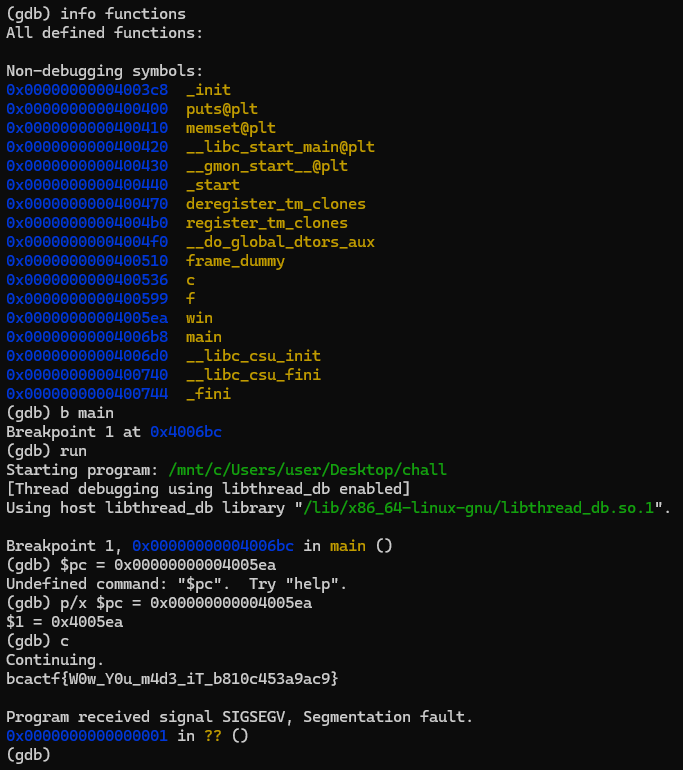 (gdb) info functions
All defined functions:
Non-debugging symbols:
0x00000000004003c8  _init
0x0000000000400400  puts@plt
0x0000000000400410  memset@plt
0x0000000000400420  __libc_start_main@plt
0x0000000000400430  __gmon_start__@plt
0x0000000000400440  _start
0x0000000000400470  deregister_tm_clones
0x00000000004004b0  register_tm_clones
0x00000000004004f0  __do_global_dtors_aux
0x0000000000400510  frame_dummy
0x0000000000400536  c
0x0000000000400599  f
0x00000000004005ea  win
0x00000000004006b8  main
0x00000000004006d0  __libc_csu_init
0x0000000000400740  __libc_csu_fini
0x0000000000400744  _fini
(gdb) b main
Breakpoint 1 at 0x4006bc
(gdb) run
Starting program: /mnt/c/Users/user/Desktop/chall
[Thread debugging using libthread_db enabled]
Using host libthread_db library "/lib/x86_64-linux-gnu/libthread_db.so.1".
Breakpoint 1, 0x00000000004006bc in main ()
(gdb) $pc = 0x00000000004005ea
Undefined command: "$pc".  Try "help".
(gdb) p/x $pc = 0x00000000004005ea
$1 = 0x4005ea
(gdb) c
Continuing.
bcactf{W0w_Y0u_m4d3_iT_b810c453a9ac9}
Program received signal SIGSEGV, Segmentation fault.
0x0000000000000001 in ?? ()
(gdb)